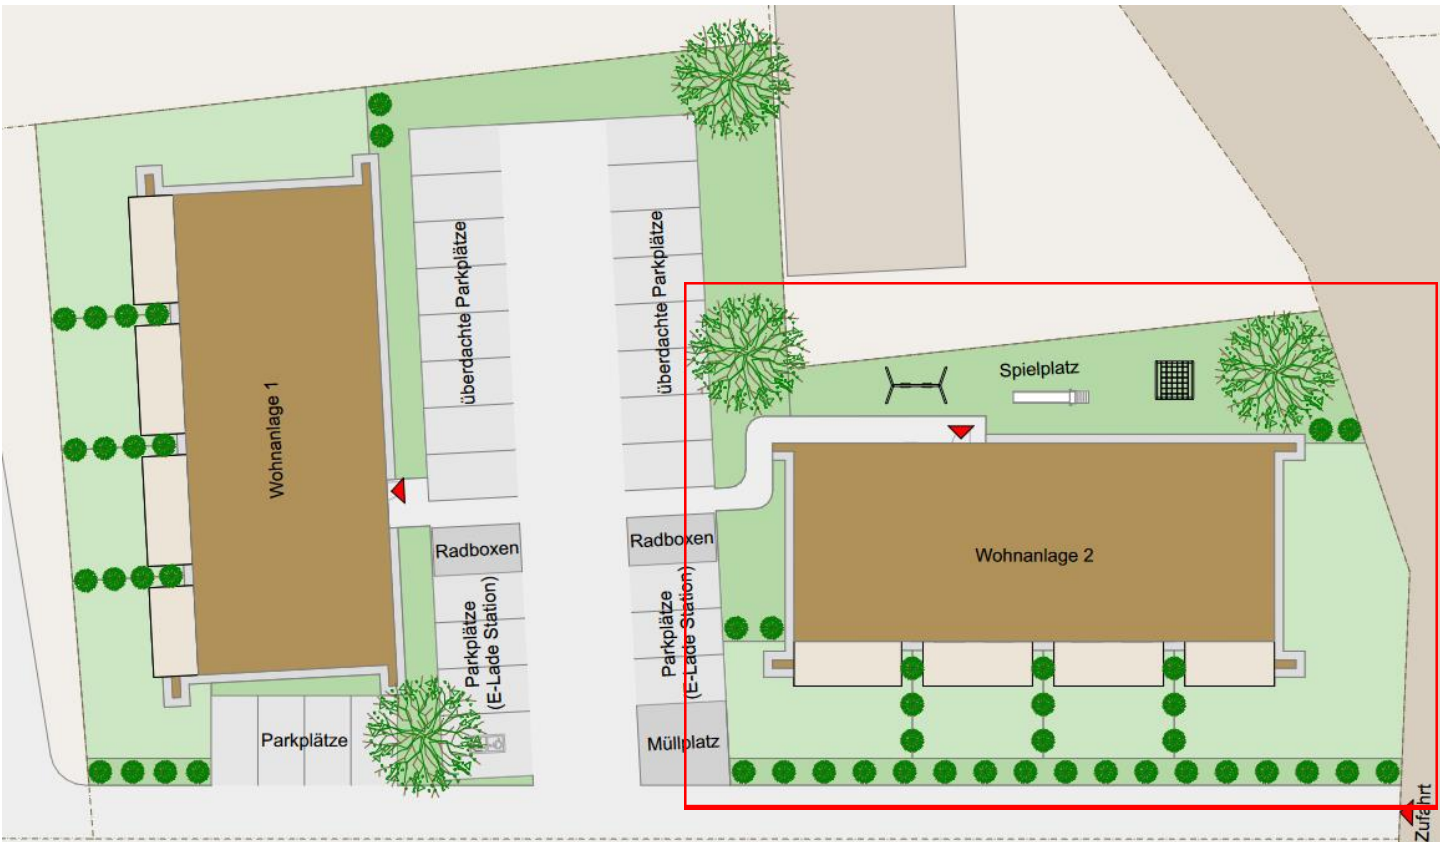 überdachte Parkplätze
überdachte Parkplätze
Spielplatz
Wohnanlage 1
Radboxen
Radboxen
Wohnanlage 2
Parkplätze
(E-Lade Station)
Parkplätze
(E-Lade Station)
Parkplätze
Müllplatz
Zufahrt